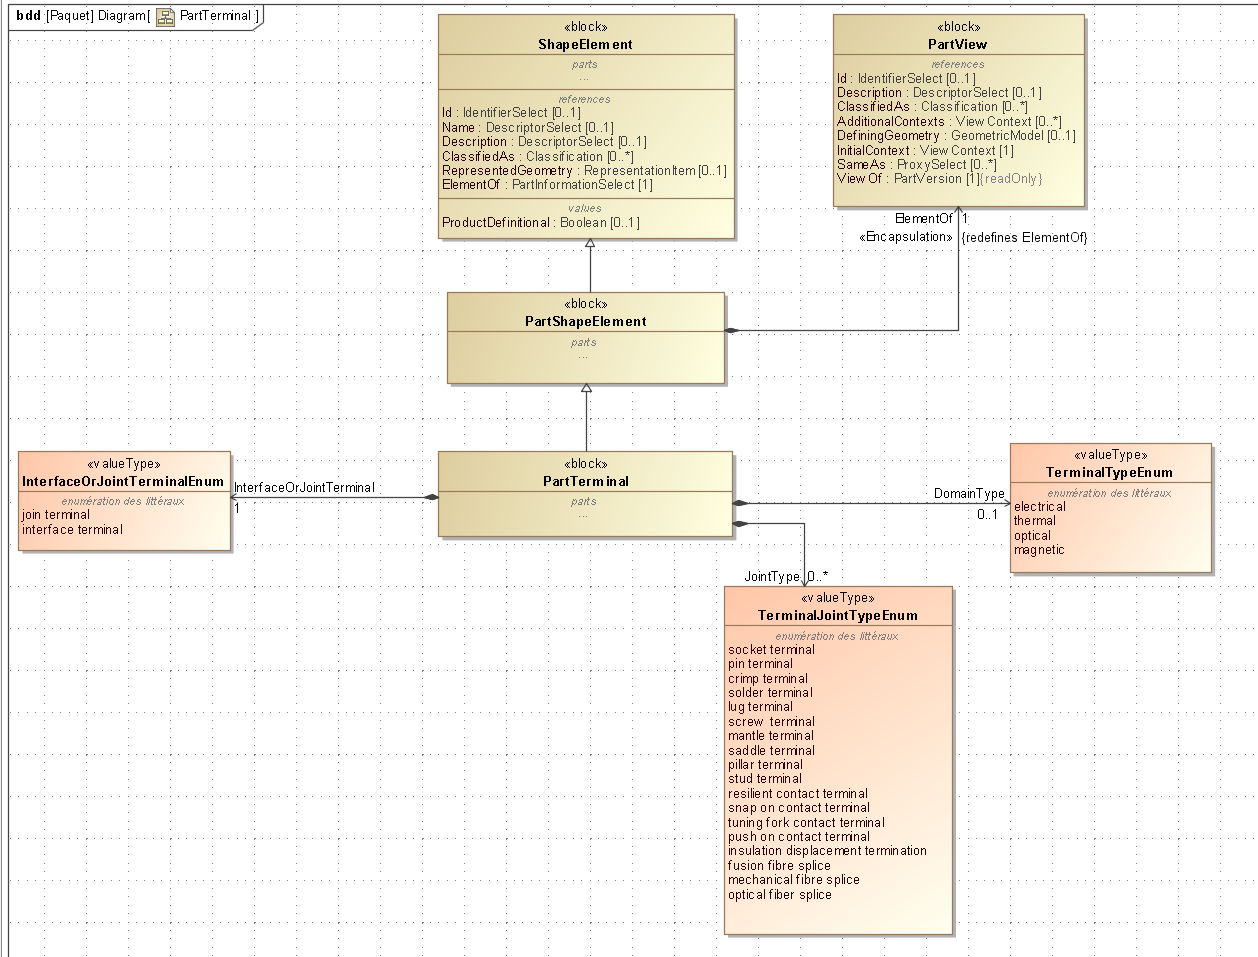 bdd [Paquet] Diagram[ PartTerminal ]
«block»
ShapeElement
parts
...
references
Id : IdentifierSelect [0..1]
Name : DescriptorSelect [0..1]
Description : DescriptorSelect [0..1]
ClassifiedAs : Classification [0..*]
RepresentedGeometry : RepresentationItem [0..1]
ElementOf : PartInformationSelect [1]
values
ProductDefinitional : Boolean [0..1]
«block»
PartView
references
Id : IdentifierSelect [0..1]
Description : DescriptorSelect [0..1]
ClassifiedAs : Classification [0..*]
AdditionalContexts : View Context [0..*]
DefiningGeometry : GeometricModel [0..1]
InitialContext : View Context [1]
SameAs : ProxySelect [0..*]
View Of : PartVersion [1]{readOnly}
ElementOf 1
«Encapsulation» {redefines ElementOf}
«block»
PartShapeElement
parts
...
«valueType»
InterfaceOrJointTerminalEnum
enumération des littéraux
join terminal
interface terminal
InterfaceOrJointTerminal
1
«block»
PartTerminal
parts
...
DomainType
0..1
«valueType»
TerminalTypeEnum
enumération des littéraux
electrical
thermal
optical
magnetic
JointType 0..*
«valueType»
TerminalJointTypeEnum
enumération des littéraux
socket terminal
pin terminal
crimp terminal
solder terminal
lug terminal
screw  terminal
mantle terminal
saddle terminal
pillar terminal
stud terminal
resilient contact terminal
snap on contact terminal
tuning fork contact terminal
push on contact terminal
insulation displacement termination
fusion fibre splice
mechanical fibre splice
optical fiber splice